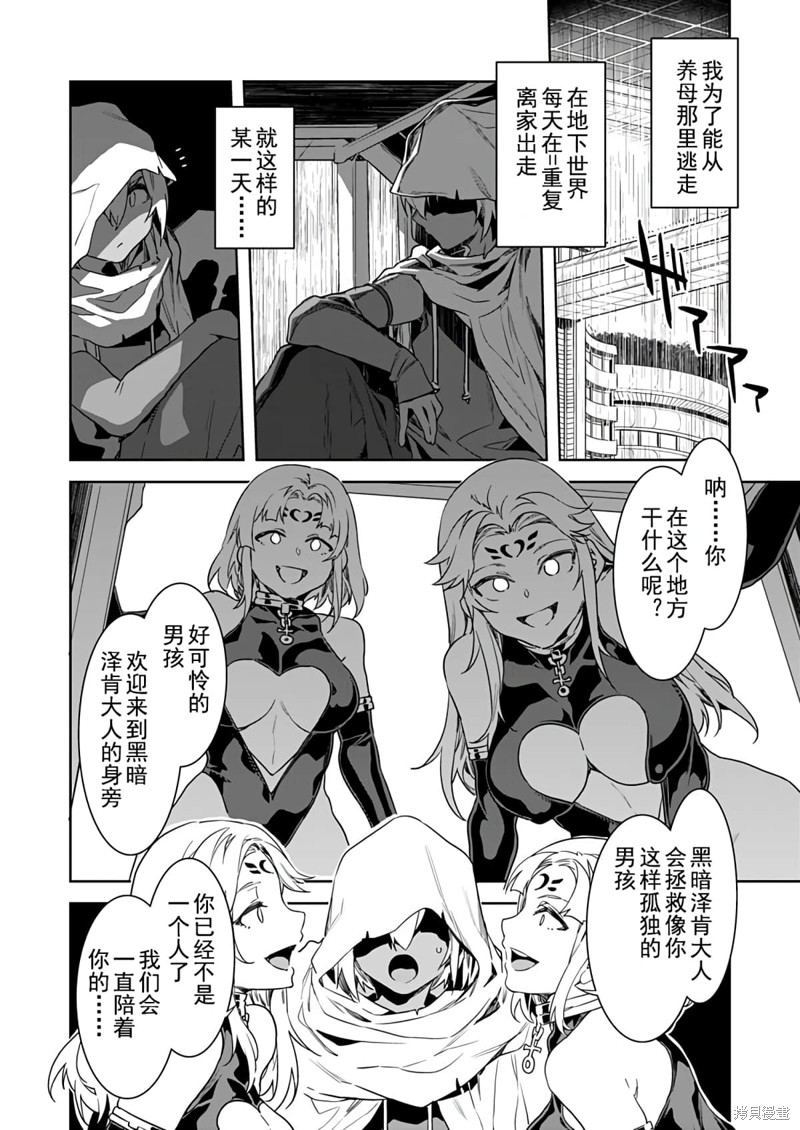 我为了能从
养母那里逃走
在地下世界
每天在=重复
离家出走
就这样的
某一天……
呐……你
在这个地方
干什么呢?
好可怜的
男孩
欢迎来到黑暗
泽肯大人的身旁
黑暗泽肯大人
会拯救像你
这样孤独的
男孩
你已经不是
一个人了
我们会
一直陪着
你的……
拷贝漫畫